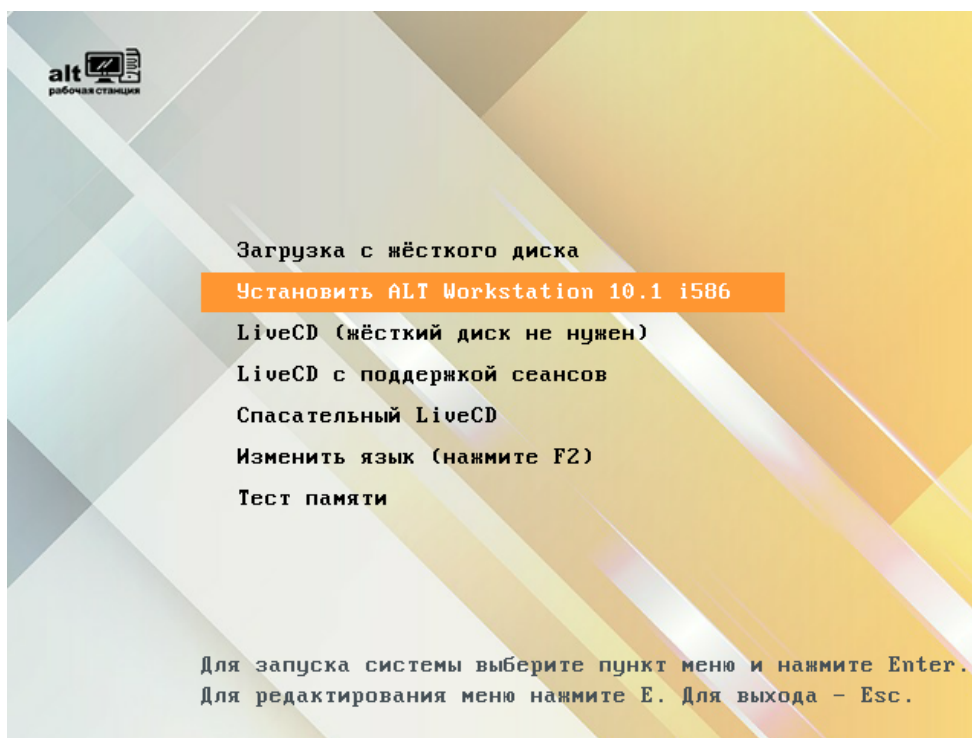 alt
рабочая станция
Загрузка с жёсткого диска
Установить ALT Workstation 10.1 i586
LiveCD (жёсткий диск не нужен)
LiveCD с поддержкой сеансов
Спасательный LiveCD
Изменить язык (нажмите F2)
Тест памяти
Для запуска системы выберите пункт меню и нажмите Enter.
Для редактирования меню нажмите E. Для выхода - Esc.